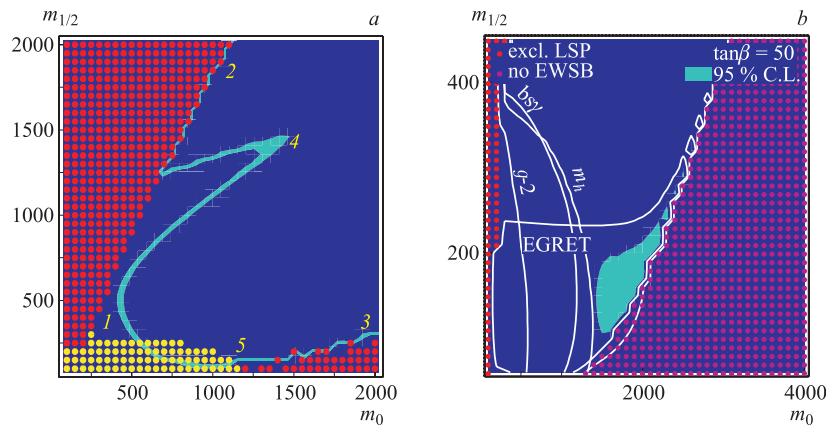 m1/2
a
2000
2
1500
4
1000
500
1
5
3
500
1000
1500
2000
m0
m1/2
b
excl. LSP
tanβ = 50
no EWSB
95 % C.L.
400
bsγ
g-2
mh
EGRET
200
2000
4000
m0